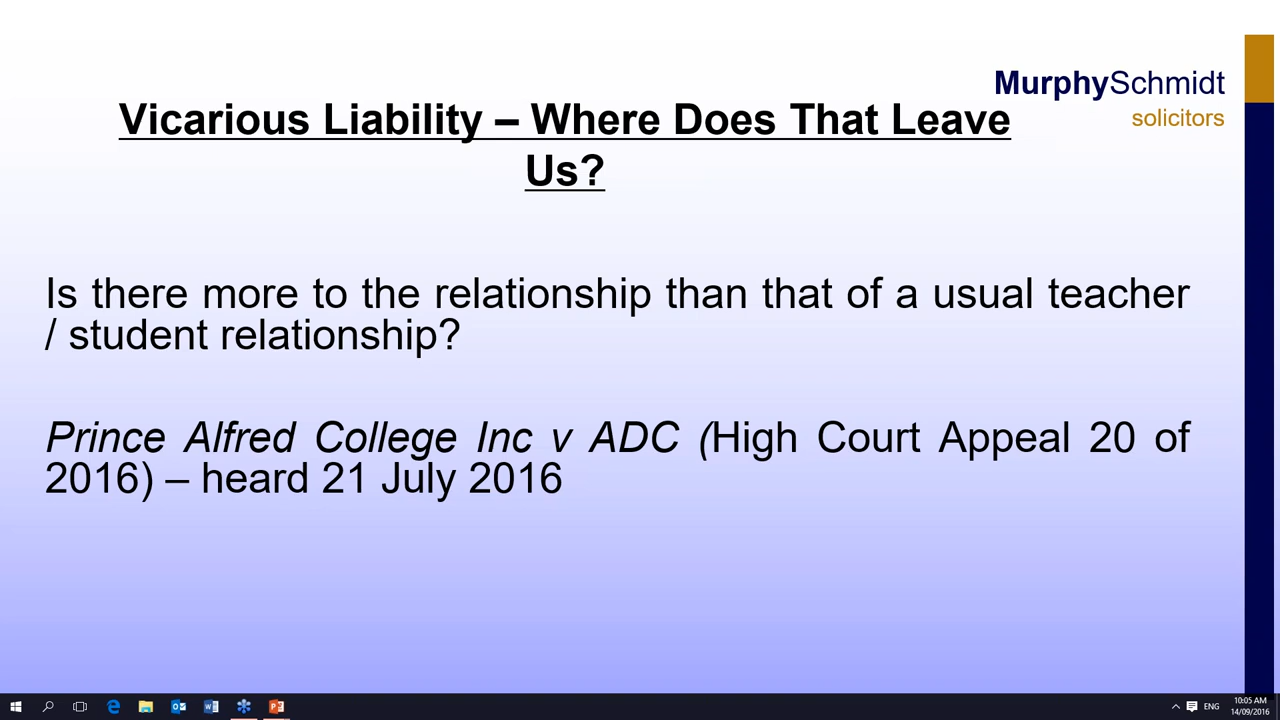 MurphySchmidt
solicitors
Vicarious Liability – Where Does That Leave
Us?
Is there more to the relationship than that of a usual teacher
/ student relationship?
Prince Alfred College Inc v ADC (High Court Appeal 20 of
2016) – heard 21 July 2016
ENG
10:05 AM
14/09/2016